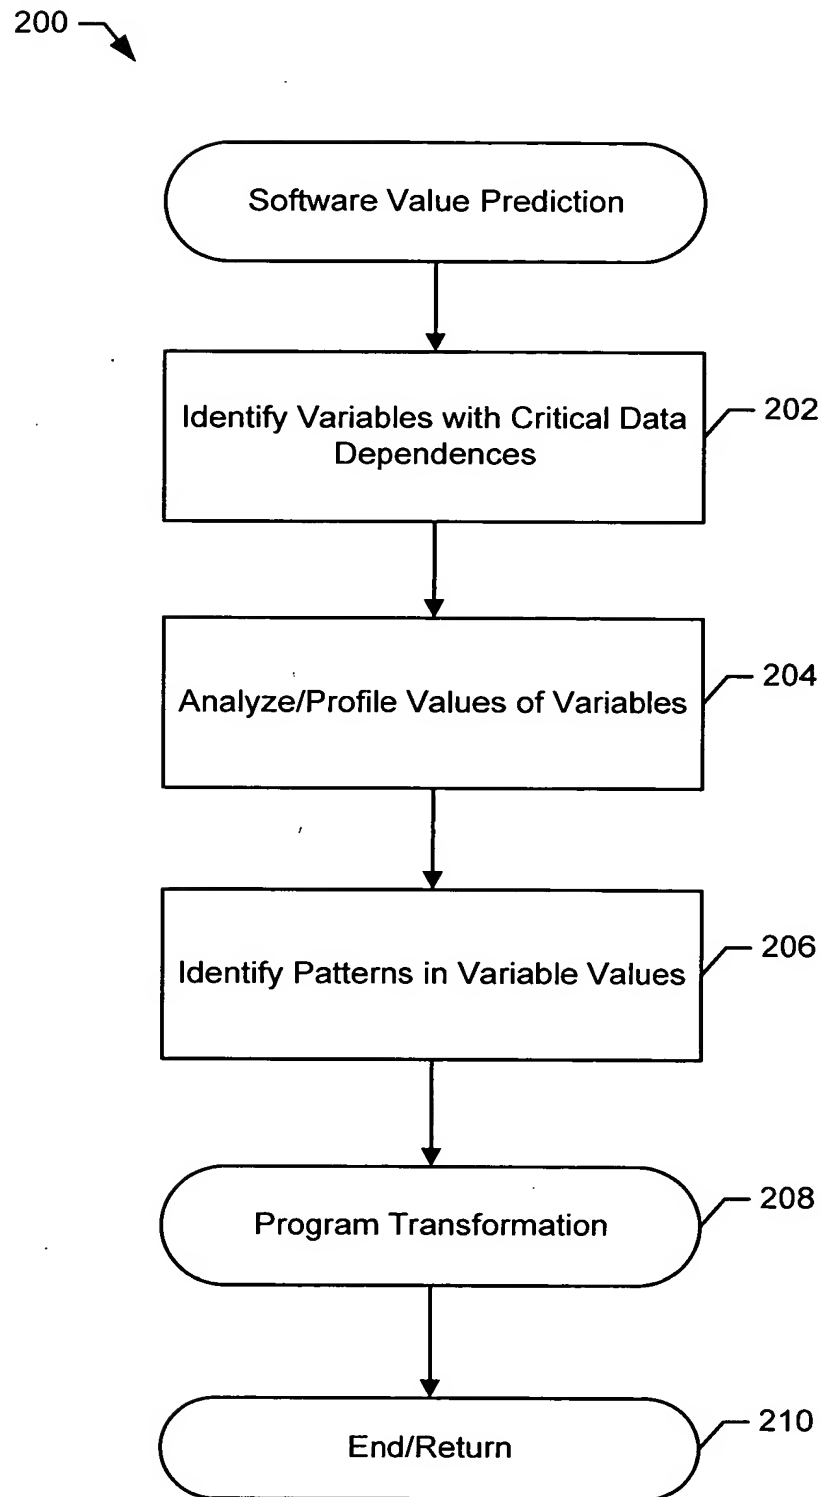 200
Software Value Prediction
Identify Variables with Critical Data
Dependences
202
Analyze/Profile Values of Variables
204
Identify Patterns in Variable Values
206
Program Transformation
208
End/Return
210